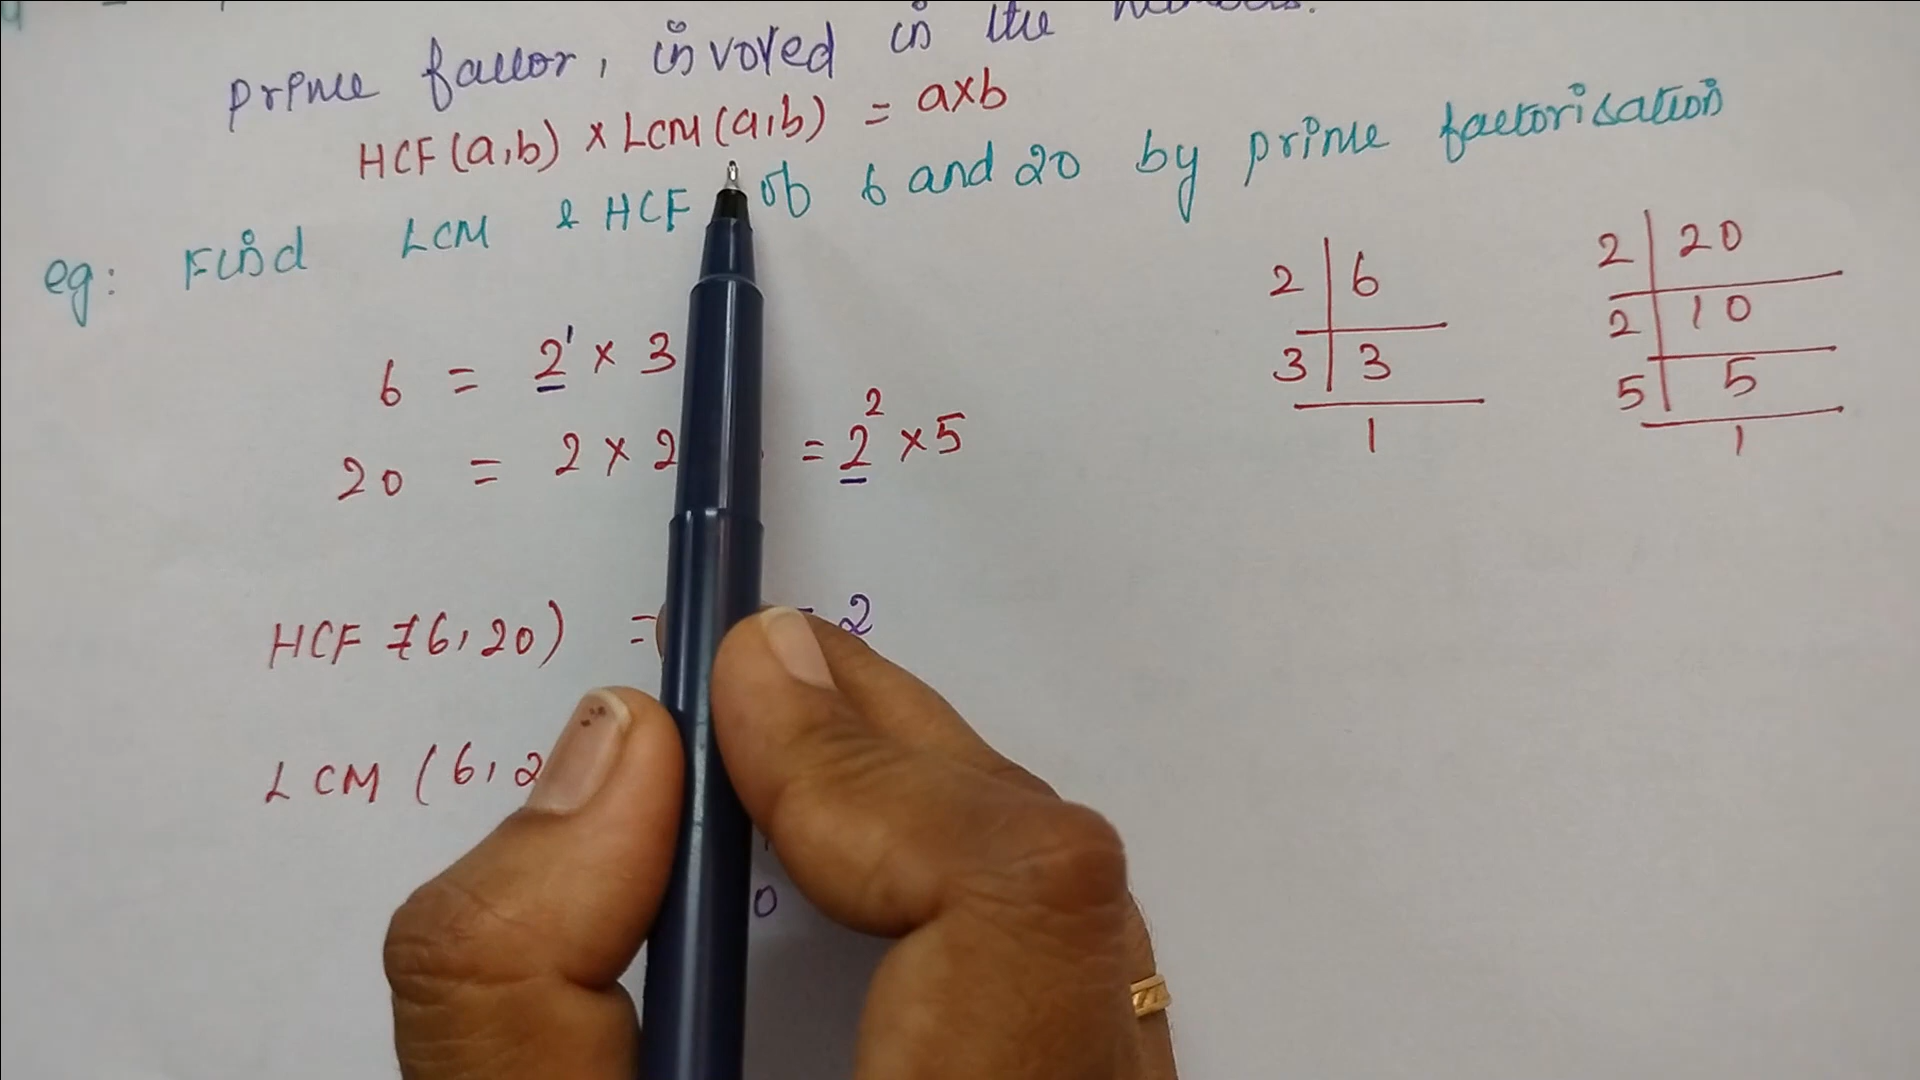 prime factor, involed in the
HCF(a,b) × LCM(a,b) = a×b
eg: Find LCM & HCF of 6 and 20 by prime factorisation
2 | 6
3 | 3
1
2 | 20
2 | 10
5 | 5
1
6 = 2¹ × 3
20 = 2 × 2 = 2² × 5
HCF (6,20) = = 2
LCM (6,2
0